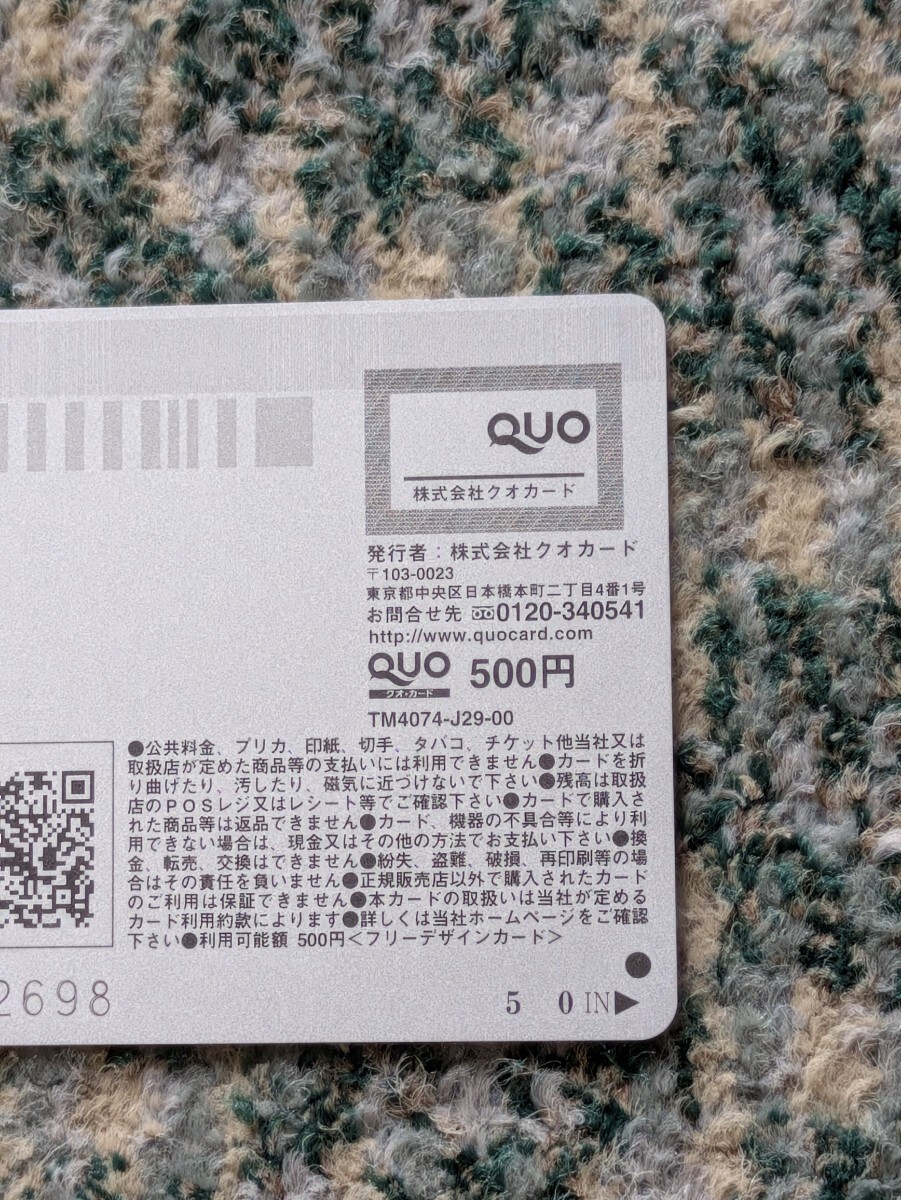 QUO
株式会社クオカード
発行者：株式会社クオカード
〒103-0023
東京都中央区日本橋本町二丁目4番1号
お問合せ先 0120-340541
http://www.quocard.com
QUO 500円
クオ・カード
TM4074-J29-00
●公共料金、プリカ、印紙、切手、タバコ、チケット他当社又は
取扱店が定めた商品等の支払いには利用できません●カードを折
り曲げたり、汚したり、磁気に近づけないで下さい●残高は取扱
店のPOSレジ又はレシート等でご確認下さい●カードで購入さ
れた商品等は返品できません●カード、機器の不具合等により利
用できない場合は、現金又はその他の方法でお支払い下さい●換
金、転売、交換はできません●紛失、盗難、破損、再印刷等の場
合はその責任を負いません●正規販売店以外で購入されたカード
のご利用は保証できません●本カードの取扱いは当社が定める
カード利用約款によります●詳しくは当社ホームページをご確認
下さい●利用可能額 500円＜フリーデザインカード＞
2698
5 0 IN▶